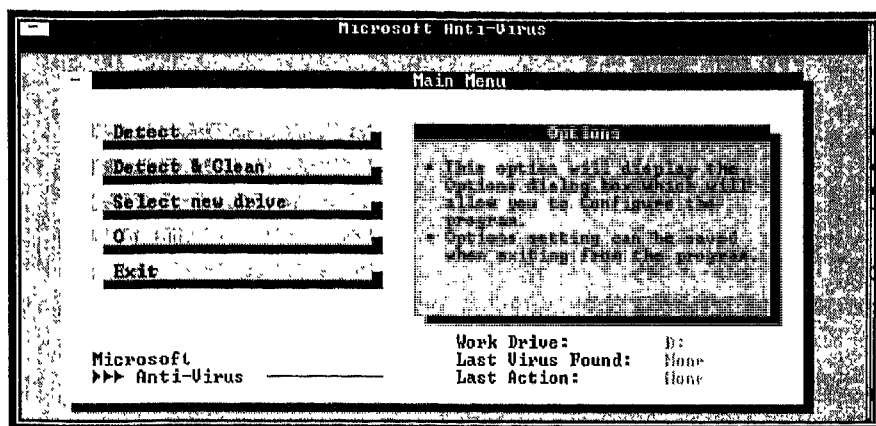 Microsoft Anti-Virus
Main Menu
Detect
Detect & Clean
Select new drive
O
Exit
Options
• This option will display the
Options dialog box which will
allow you to Configure the
program.
• Options setting can be saved
when exiting from the program.
Work Drive: D:
Last Virus Found: None
Last Action: None
Microsoft
►►► Anti-Virus